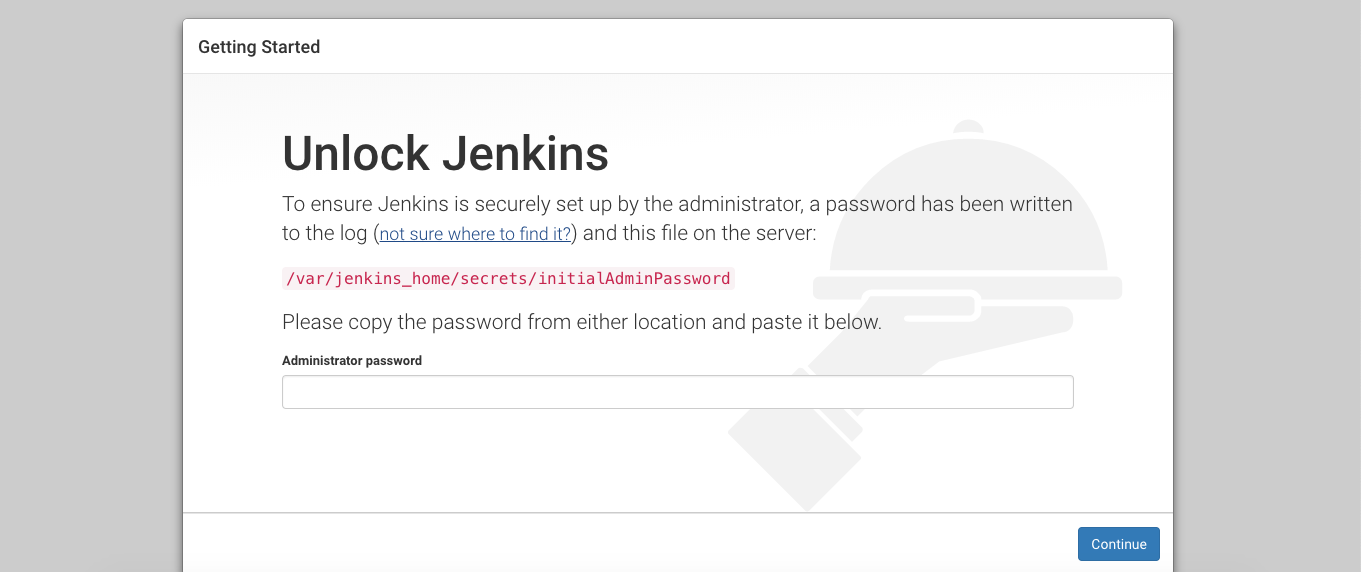 Getting Started
Unlock Jenkins
To ensure Jenkins is securely set up by the administrator, a password has been written
to the log (not sure where to find it?) and this file on the server:
/var/jenkins_home/secrets/initialAdminPassword
Please copy the password from either location and paste it below.
Administrator password
Continue